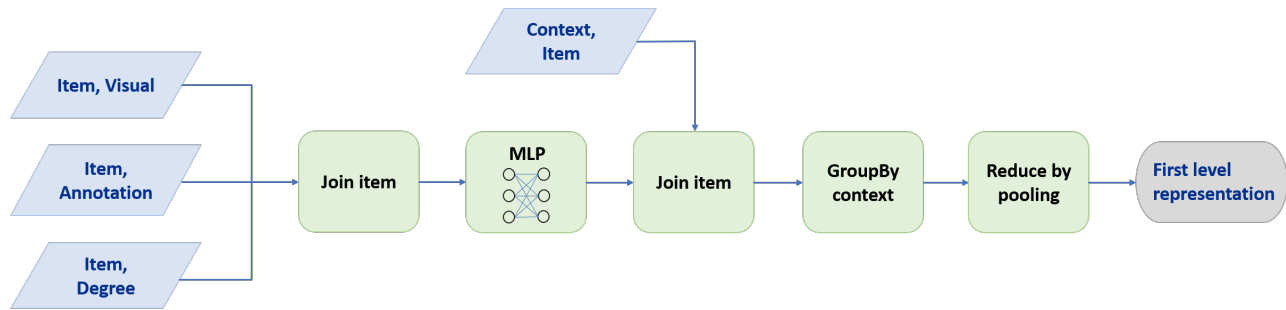 Item, Visual
Item,
Annotation
Item,
Degree
Join item
MLP
Context,
Item
Join item
GroupBy
context
Reduce by
pooling
First level
representation